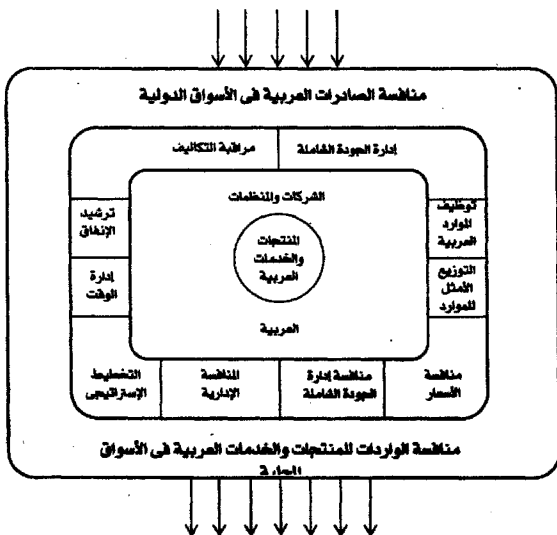 منافسة الصادرات العربية فى الأسواق الدولية
إدارة الجودة الشاملة
مراقبة التكاليف
الشركات والمنظمات
توظيف
الموارد
العربية
ترشيد
الإنفاق
المنتجات
والخدمات
العربية
التوزيع
الأمثل
للموارد
إدارة
الوقت
العربية
منافسة
الأسعار
منافسة إدارة
الجودة الشاملة
المنافسة
الإدارية
التخطيط
الإستراتيجى
منافسة الواردات للمنتجات والخدمات العربية فى الأسواق